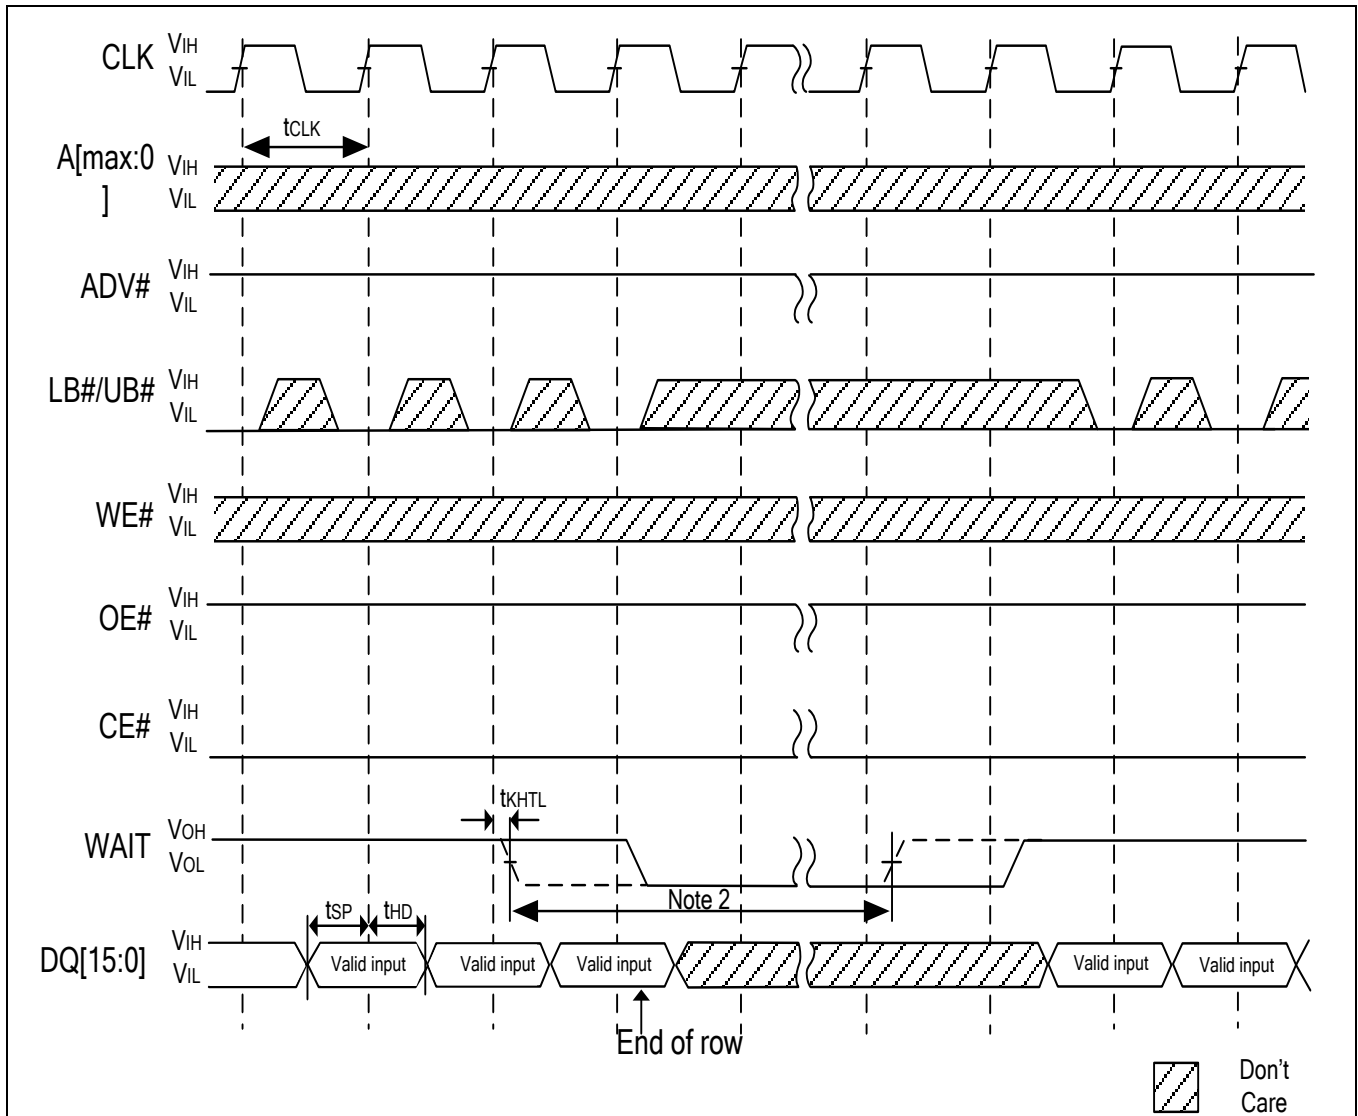 CLK VIH
VIL
tCLK
A[max:0
] VIH
VIL
ADV# VIH
VIL
LB#/UB# VIH
VIL
WE# VIH
VIL
OE# VIH
VIL
CE# VIH
VIL
tKHTL
WAIT VOH
VOL
Note 2
tSP tHD
DQ[15:0] VIH
VIL
Valid input Valid input Valid input Valid input Valid input
End of row
Don't
Care